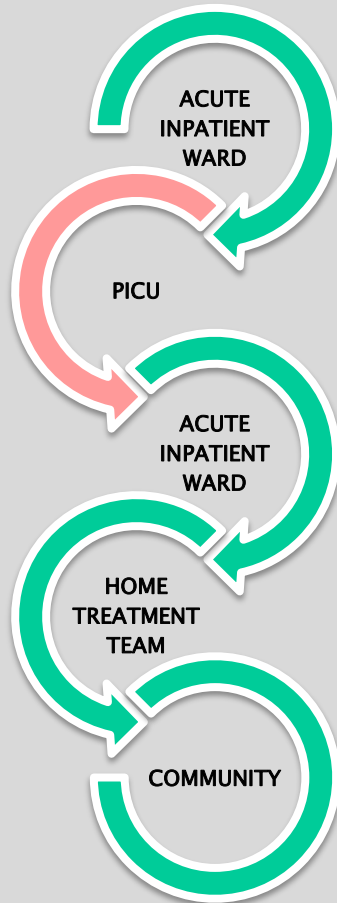 ACUTE
INPATIENT
WARD
PICU
ACUTE
INPATIENT
WARD
HOME
TREATMENT
TEAM
COMMUNITY